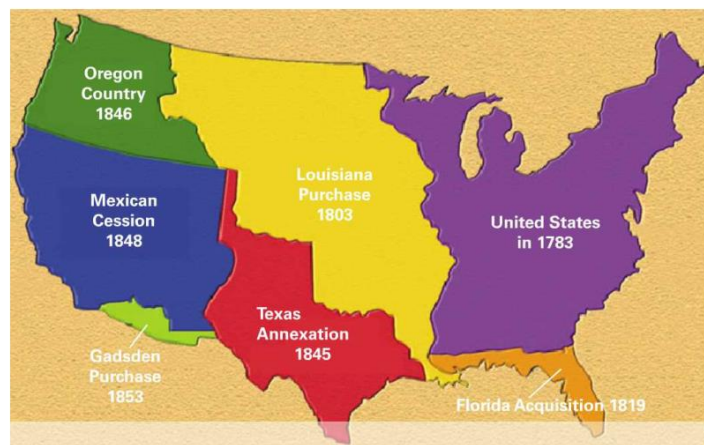 Oregon
Country
1846
Louisiana
Purchase
1803
Mexican
Cession
1848
United States
in 1783
Texas
Annexation
1845
Gadsden
Purchase
1853
Florida Acquisition 1819